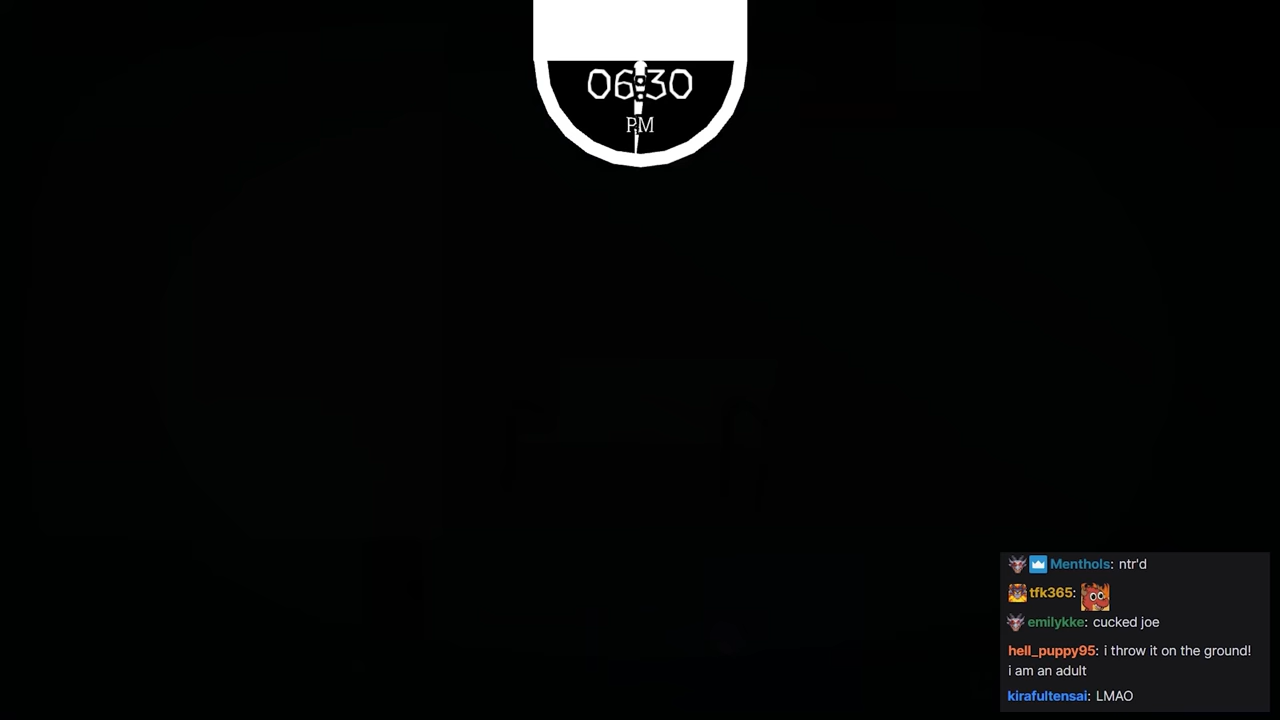 06:30
PM
Menthols: ntr'd
tfk365:
emilykke: cucked joe
hell_puppy95: i throw it on the ground!
i am an adult
kirafultensai: LMAO